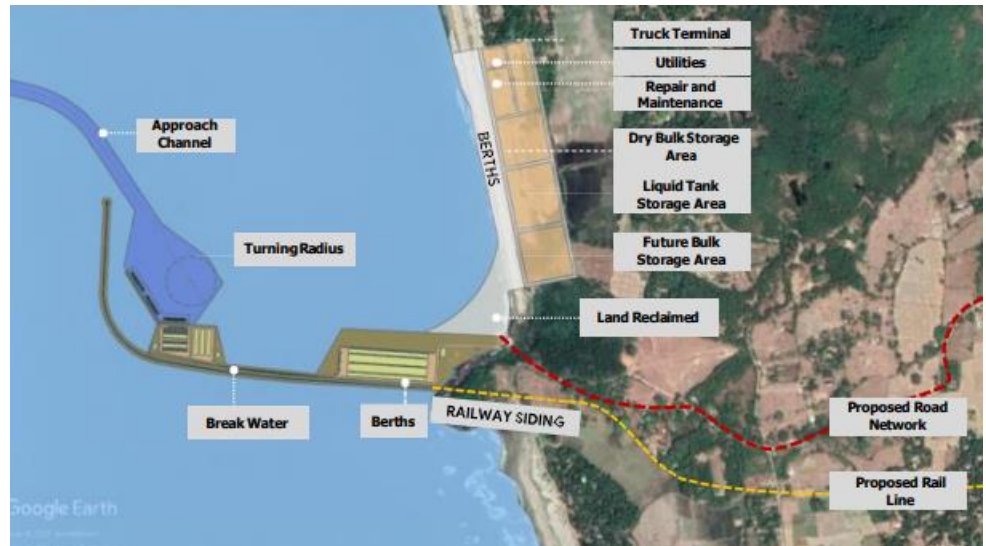 Truck Terminal
Utilities
Repair and
Maintenance
Approach
Channel
BERTHS
Dry Bulk Storage
Area
Liquid Tank
Storage Area
Turning Radius
Future Bulk
Storage Area
Land Reclaimed
Break Water
Berths
RAILWAY SIDING
Proposed Road
Network
Proposed Rail
Line
Google Earth